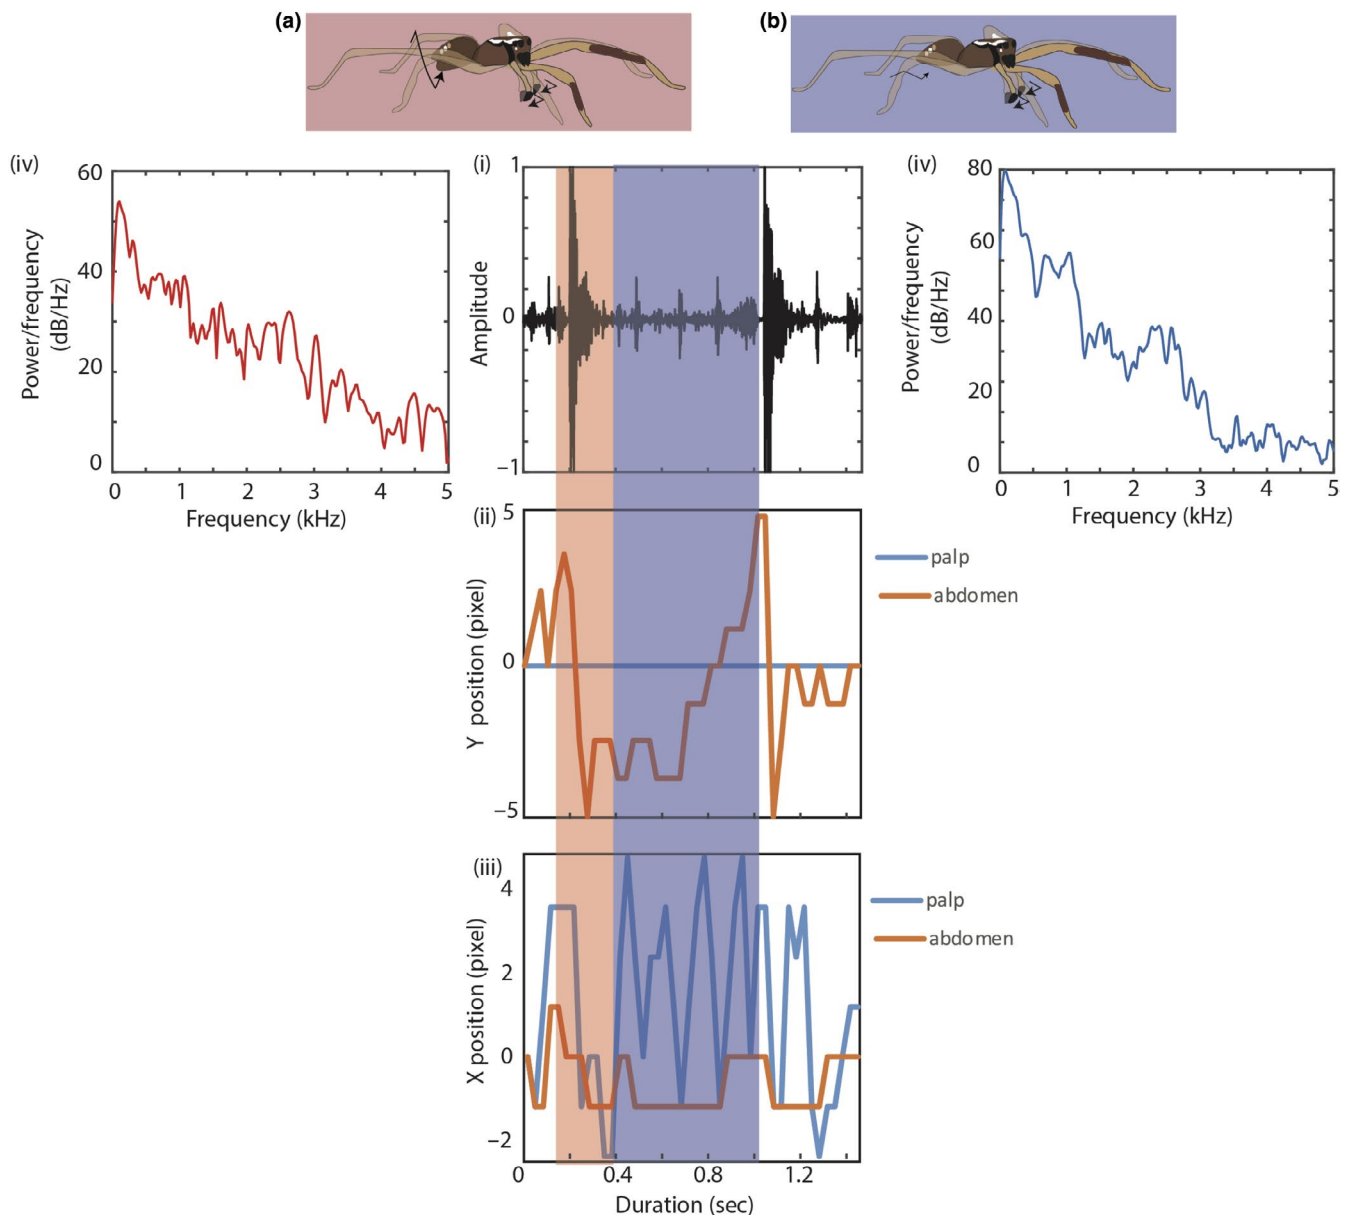 (a)
(b)
(iv)
60
40
20
0
Power/frequency
(dB/Hz)
0 1 2 3 4 5
Frequency (kHz)
(i)
1
0
−1
Amplitude
(iv)
80
60
40
20
0
Power/frequency
(dB/Hz)
0 1 2 3 4 5
Frequency (kHz)
(ii)
5
0
−5
Y position (pixel)
palp
abdomen
(iii)
4
2
0
−2
X position (pixel)
palp
abdomen
0 0.4 0.8 1.2
Duration (sec)